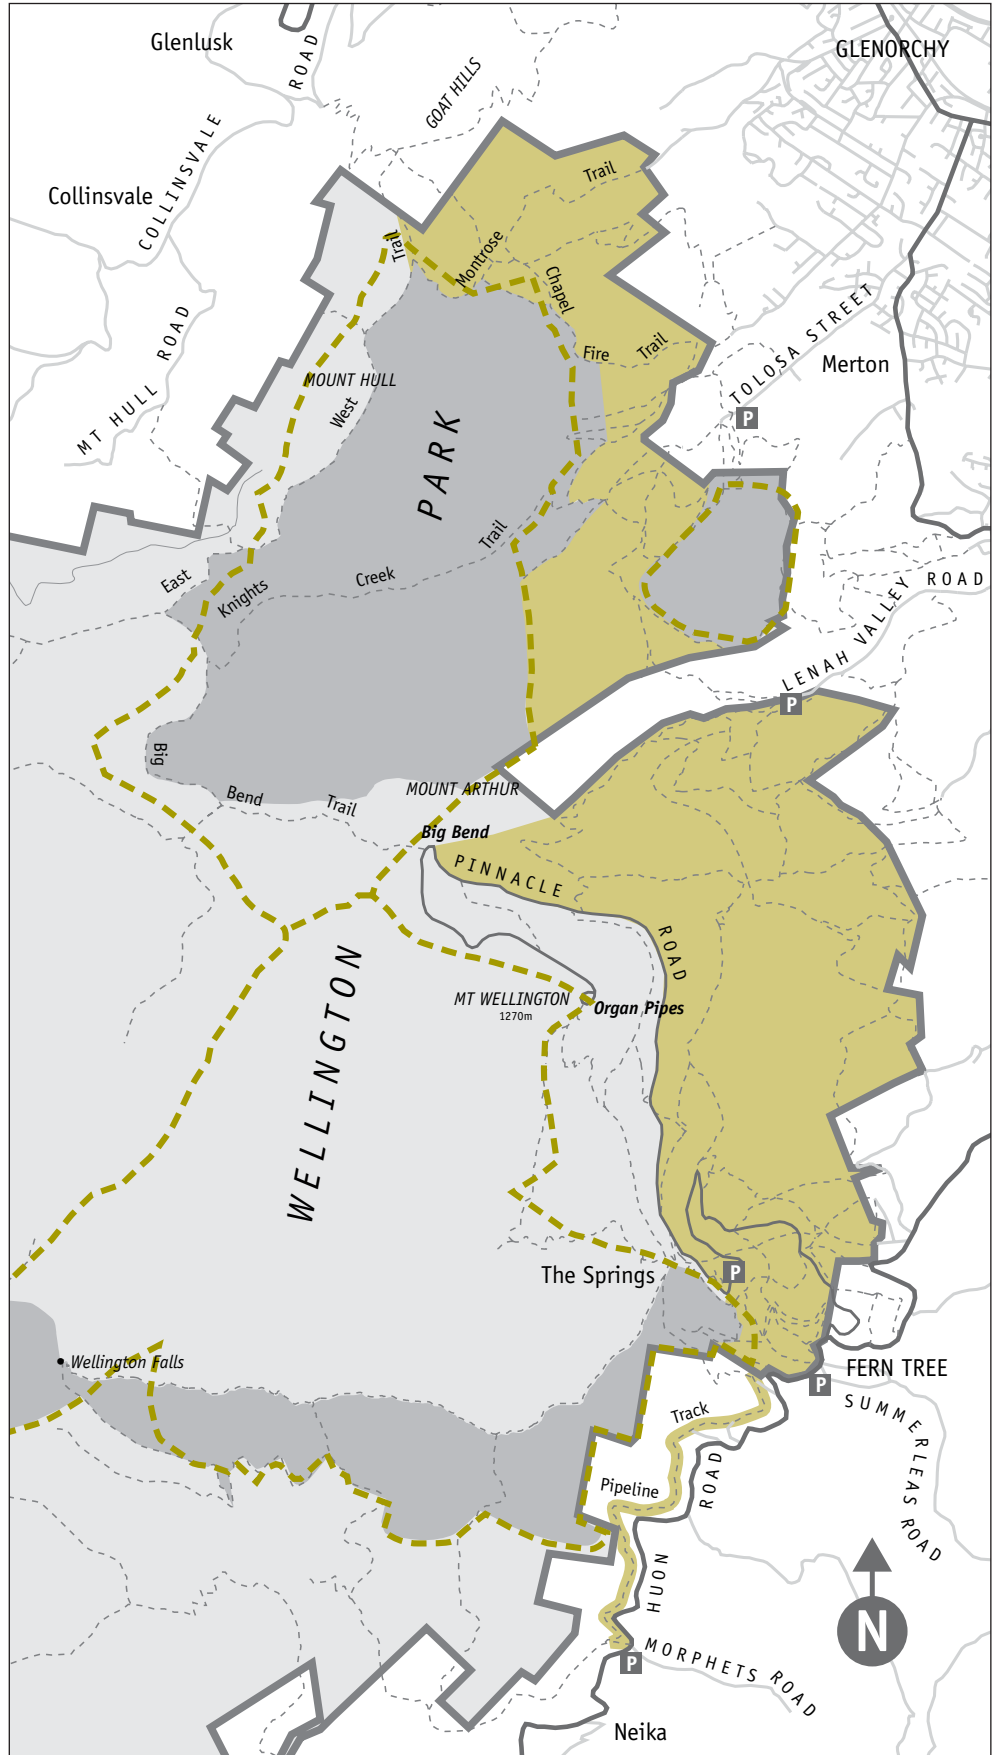 Glenlusk
ROAD
GLENORCHY
GOAT HILLS
COLLINSVALE
Collinsvale
Trail
Trail
Montrose
Chapel
Fire
Trail
TOLOSA STREET
Merton
P
MT HULL
ROAD
MOUNT HULL
West
PARK
Trail
Creek
East
Knights
LENAH VALLEY
ROAD
P
Big
Bend
Trail
MOUNT ARTHUR
Big Bend
PINNACLE
ROAD
WELLINGTON
MT WELLINGTON
1270m
Organ Pipes
The Springs
P
Wellington Falls
FERN TREE
P
SUMMERLEAS ROAD
Track
Pipeline
ROAD
HUON
N
MORPHETS ROAD
P
Neika